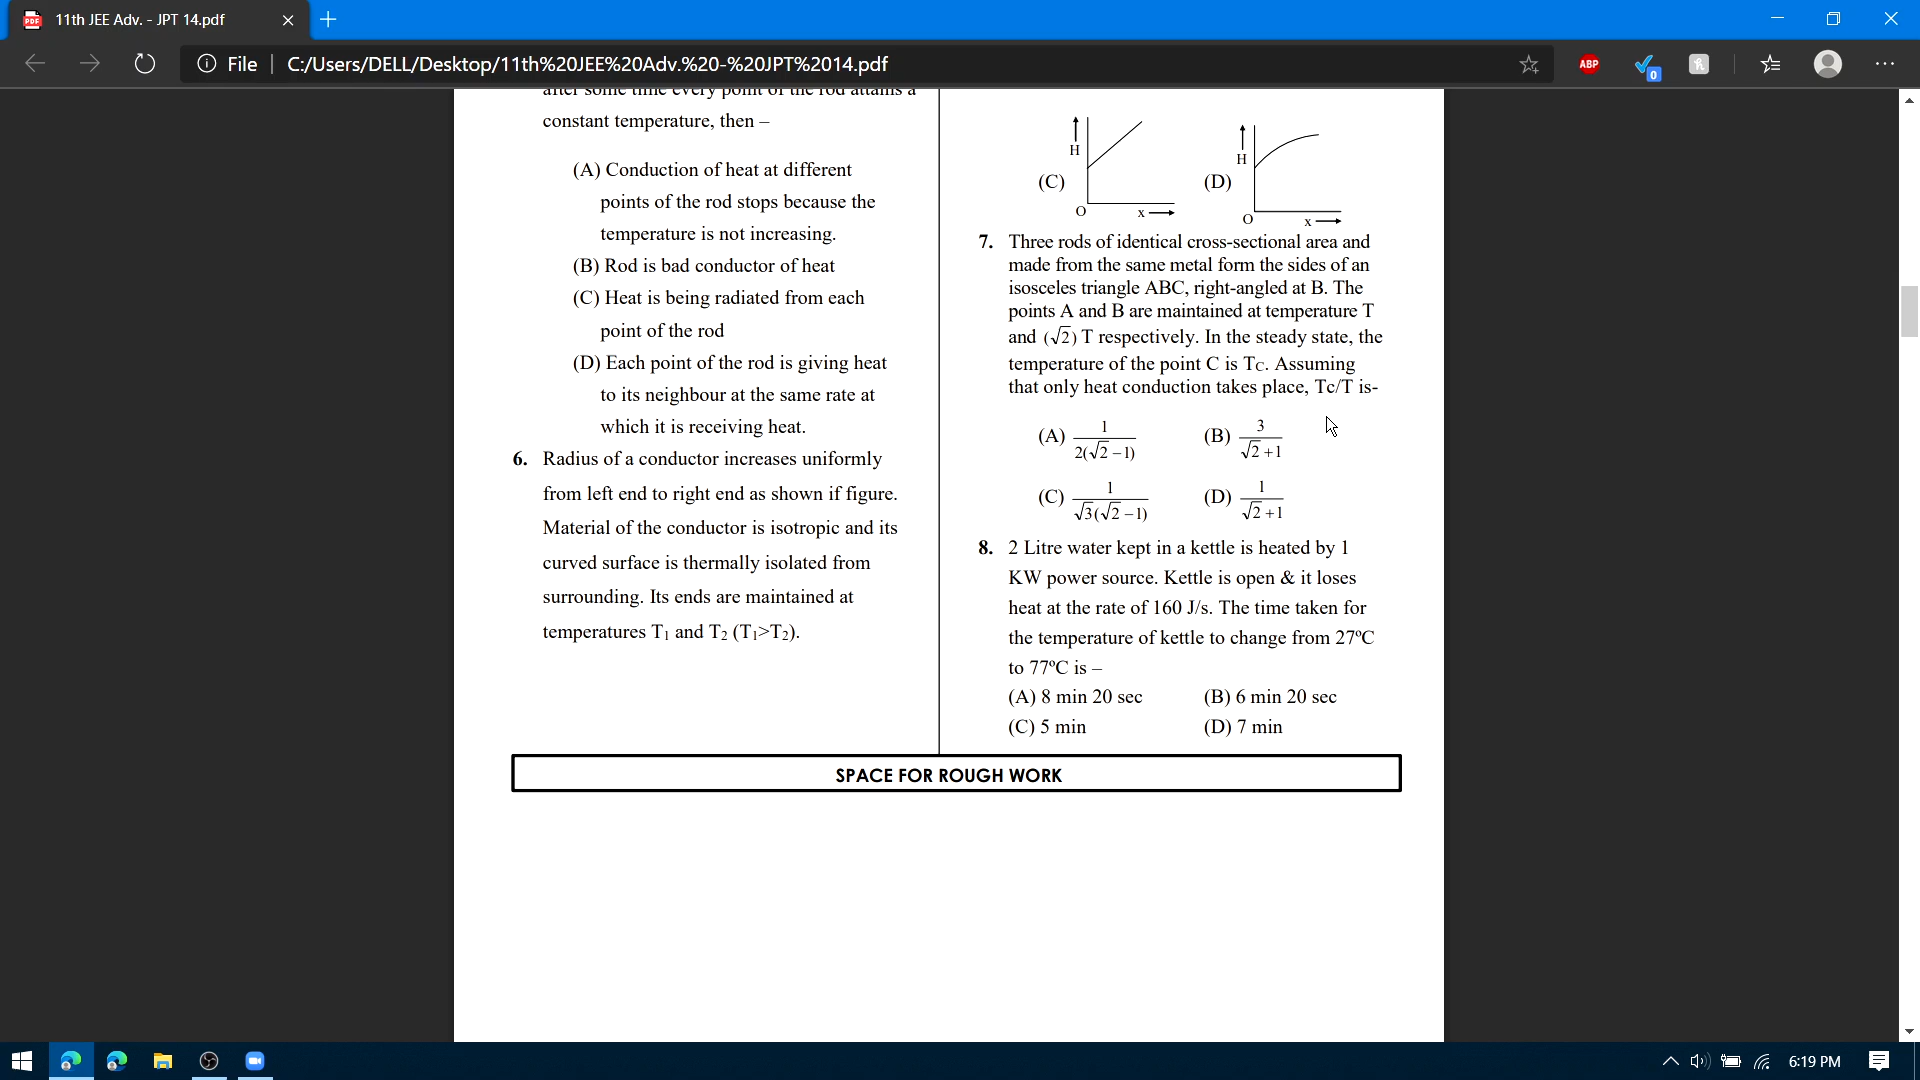 11th JEE Adv. - JPT 14.pdf
File
C:/Users/DELL/Desktop/11th%20JEE%20Adv.%20-%20JPT%2014.pdf
ABP
0
after some time every point of the rod attains a
constant temperature, then –
(A) Conduction of heat at different
points of the rod stops because the
temperature is not increasing.
(B) Rod is bad conductor of heat
(C) Heat is being radiated from each
point of the rod
(D) Each point of the rod is giving heat
to its neighbour at the same rate at
which it is receiving heat.
6. Radius of a conductor increases uniformly
from left end to right end as shown if figure.
Material of the conductor is isotropic and its
curved surface is thermally isolated from
surrounding. Its ends are maintained at
temperatures T₁ and T₂ (T₁>T₂).
(C) H O x (D) H O x
7. Three rods of identical cross-sectional area and
made from the same metal form the sides of an
isosceles triangle ABC, right-angled at B. The
points A and B are maintained at temperature T
and (√2) T respectively. In the steady state, the
temperature of the point C is Tc. Assuming
that only heat conduction takes place, Tc/T is-
(A) 1/2(√2 –1) (B) 3/√2 +1
(C) 1/√3(√2 –1) (D) 1/√2 +1
8. 2 Litre water kept in a kettle is heated by 1
KW power source. Kettle is open & it loses
heat at the rate of 160 J/s. The time taken for
the temperature of kettle to change from 27ºC
to 77ºC is –
(A) 8 min 20 sec (B) 6 min 20 sec
(C) 5 min (D) 7 min
SPACE FOR ROUGH WORK
6:19 PM